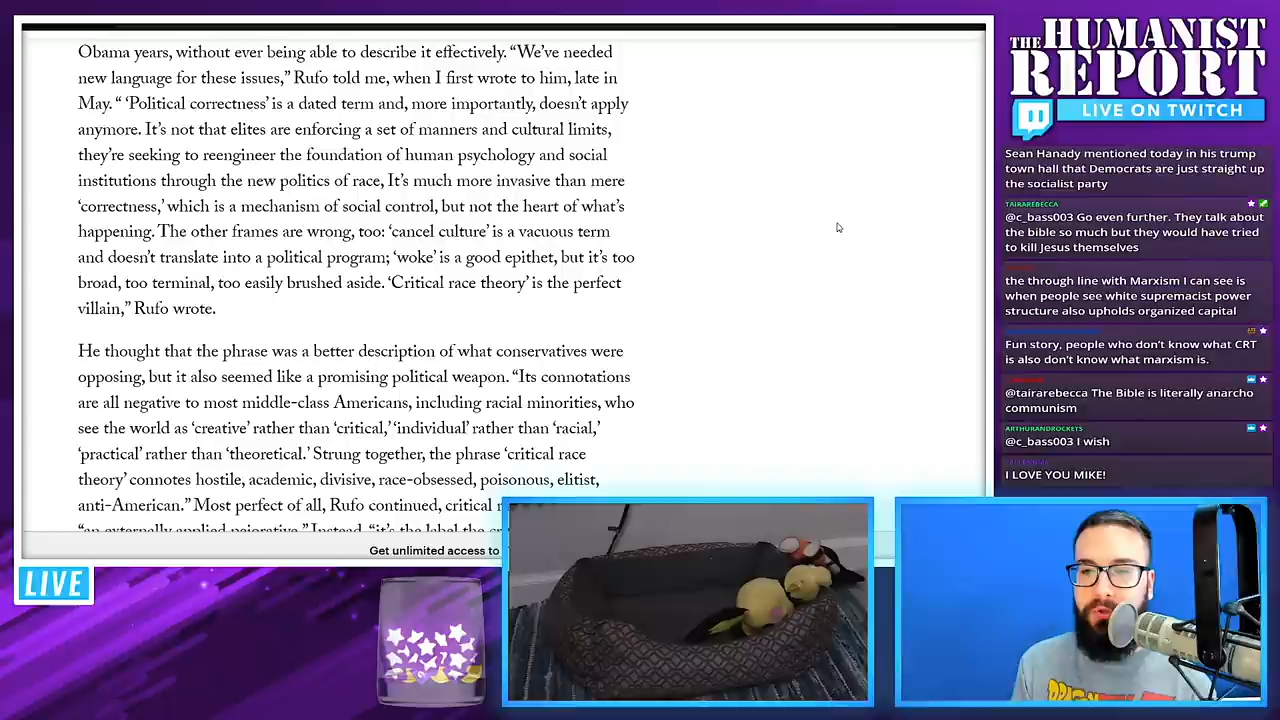 Obama years, without ever being able to describe it effectively. “We’ve needed
new language for these issues,” Rufo told me, when I first wrote to him, late in
May. “ ‘Political correctness’ is a dated term and, more importantly, doesn’t apply
anymore. It’s not that elites are enforcing a set of manners and cultural limits,
they’re seeking to reengineer the foundation of human psychology and social
institutions through the new politics of race, It’s much more invasive than mere
‘correctness,’ which is a mechanism of social control, but not the heart of what’s
happening. The other frames are wrong, too: ‘cancel culture’ is a vacuous term
and doesn’t translate into a political program; ‘woke’ is a good epithet, but it’s too
broad, too terminal, too easily brushed aside. ‘Critical race theory’ is the perfect
villain,” Rufo wrote.
He thought that the phrase was a better description of what conservatives were
opposing, but it also seemed like a promising political weapon. “Its connotations
are all negative to most middle-class Americans, including racial minorities, who
see the world as ‘creative’ rather than ‘critical,’ ‘individual’ rather than ‘racial,’
‘practical’ rather than ‘theoretical.’ Strung together, the phrase ‘critical race
theory’ connotes hostile, academic, divisive, race-obsessed, poisonous, elitist,
anti-American.” Most perfect of all, Rufo continued, critical
“an externally applied pejorative.” Instead, “it’s the label the
Get unlimited access to
LIVE
THE HUMANIST
REPORT
LIVE ON TWITCH
Sean Hanady mentioned today in his trump
town hall that Democrats are just straight up
the socialist party
TAIRAREBECCA
@c_bass003 Go even further. They talk about
the bible so much but they would have tried
to kill Jesus themselves
the through line with Marxism I can see is
when people see white supremacist power
structure also upholds organized capital
Fun story, people who don’t know what CRT
is also don’t know what marxism is.
@tairarebecca The Bible is literally anarcho
communism
ARTHURANDROCKETS
@c_bass003 I wish
I LOVE YOU MIKE!